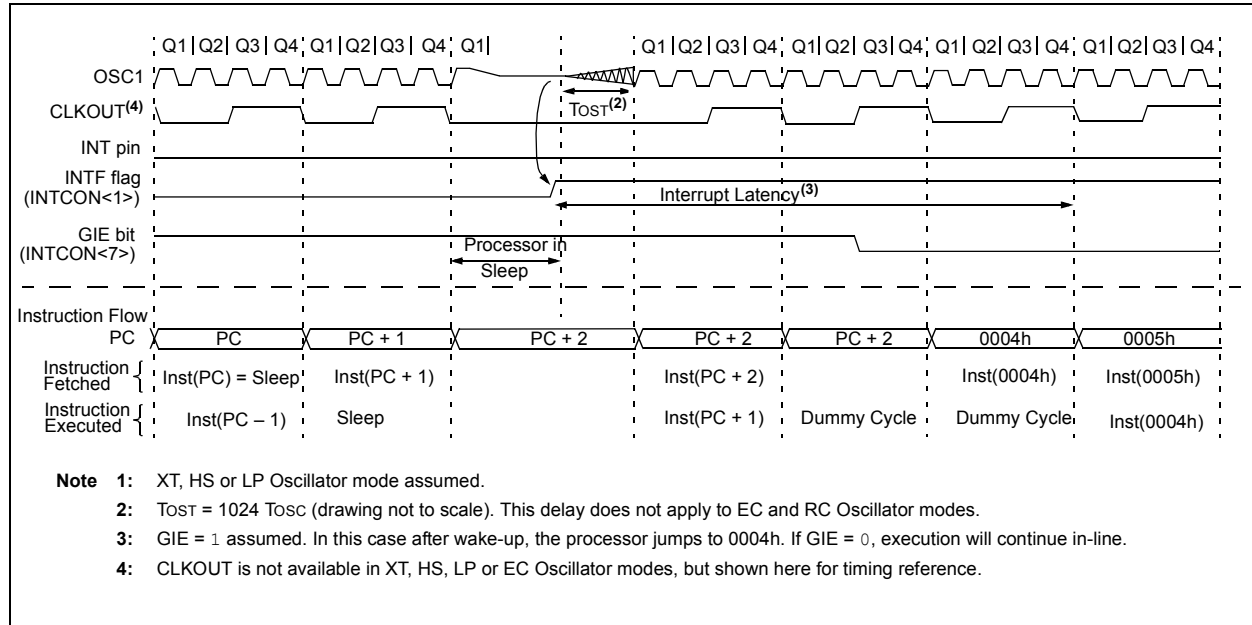 Q1 Q2 Q3 Q4 Q1 Q2 Q3 Q4 Q1 Q1 Q2 Q3 Q4 Q1 Q2 Q3 Q4 Q1 Q2 Q3 Q4 Q1 Q2 Q3 Q4
OSC1
TOST(2)
CLKOUT(4)
INT pin
INTF flag
(INTCON<1>)
Interrupt Latency(3)
GIE bit
(INTCON<7>)
Processor in
Sleep
Instruction Flow
PC PC PC + 1 PC + 2 PC + 2 PC + 2 0004h 0005h
Instruction
Fetched
Inst(PC) = Sleep Inst(PC + 1) Inst(PC + 2) Inst(0004h) Inst(0005h)
Instruction
Executed
Inst(PC – 1) Sleep Inst(PC + 1) Dummy Cycle Dummy Cycle Inst(0004h)
Note 1: XT, HS or LP Oscillator mode assumed.
2: TOST = 1024 TOSC (drawing not to scale). This delay does not apply to EC and RC Oscillator modes.
3: GIE = 1 assumed. In this case after wake-up, the processor jumps to 0004h. If GIE = 0, execution will continue in-line.
4: CLKOUT is not available in XT, HS, LP or EC Oscillator modes, but shown here for timing reference.